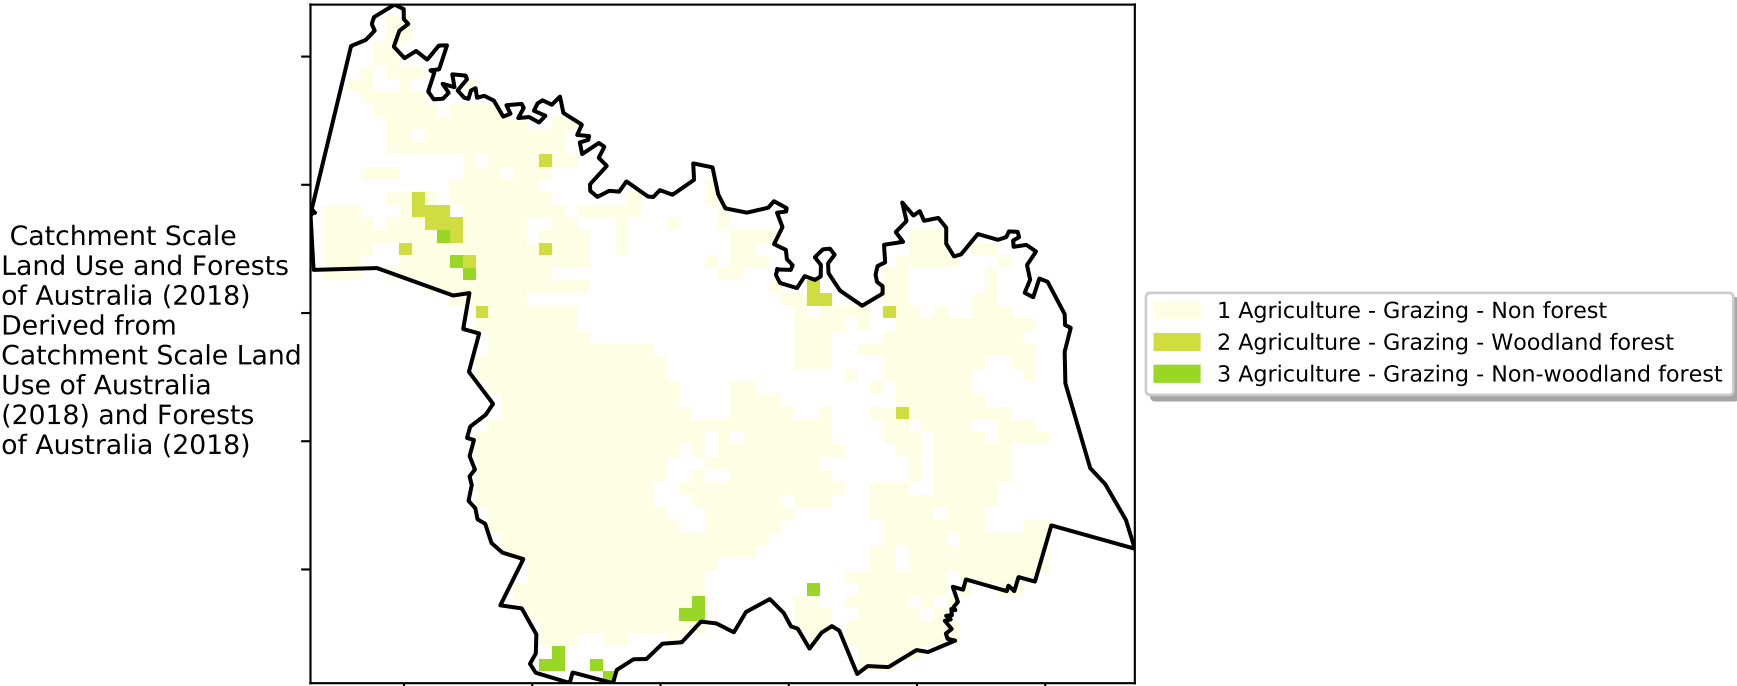 Catchment Scale
Land Use and Forests
of Australia (2018)
Derived from
Catchment Scale Land
Use of Australia
(2018) and Forests
of Australia (2018)
1 Agriculture - Grazing - Non forest
2 Agriculture - Grazing - Woodland forest
3 Agriculture - Grazing - Non-woodland forest